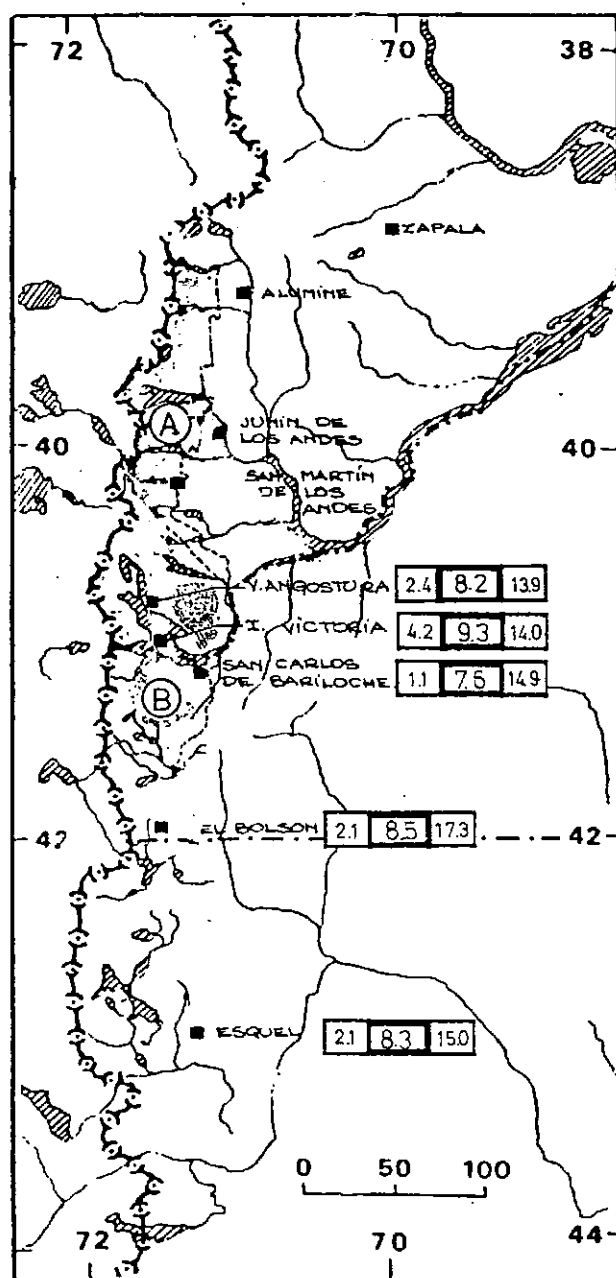 72 70 38
ZAPALA
ALUMINE
A
JUNIN DE
LOS ANDES
40 40
SAN MARTÍN
DE LOS
ANDES
V. ANGOSTURA 2.4 8.2 13.9
I. VICTORIA 4.2 9.3 14.0
SAN CARLOS
DE BARILOCHE 1.1 7.6 14.9
B
EL BOLSON 2.1 8.5 17.3
42 42
ESQUEL 2.1 8.3 15.0
0 50 100
72 70 44